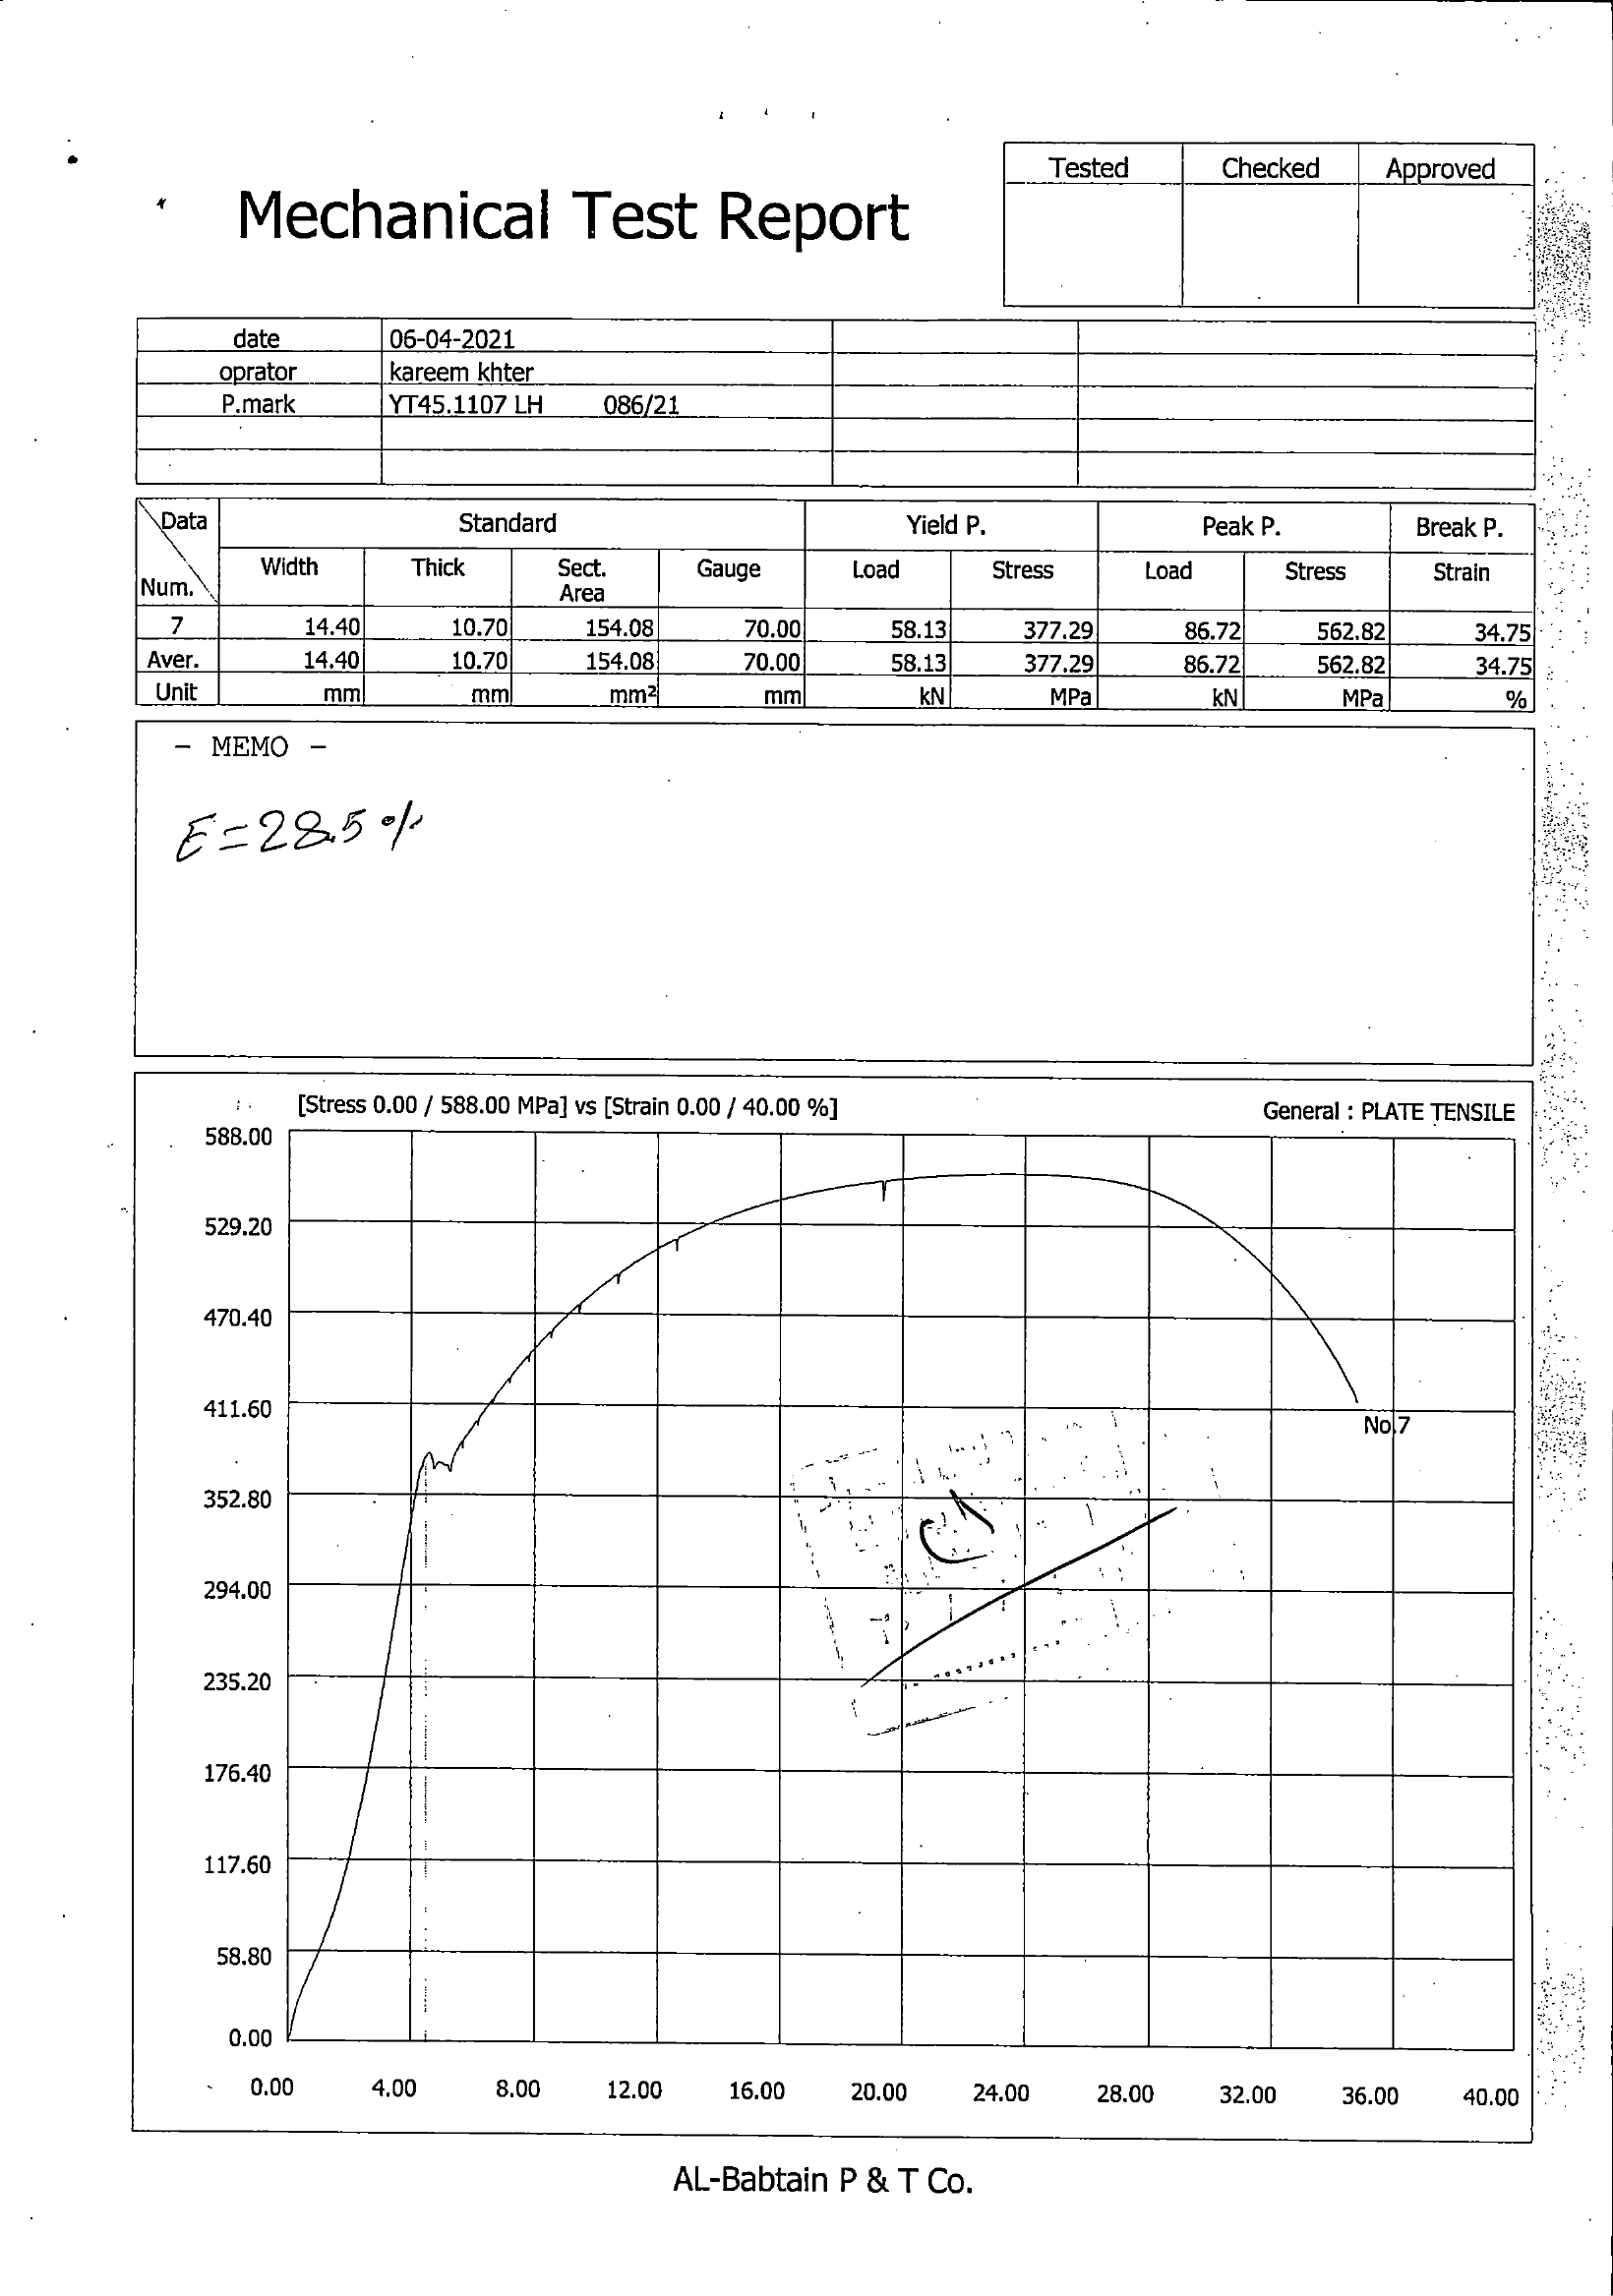 Tested Checked Approved
Mechanical Test Report
date 06-04-2021
oprator kareem khter
P.mark YT45.1107 LH 086/21
Data Standard Yield P. Peak P. Break P.
Num. Width Thick Sect. Area Gauge Load Stress Load Stress Strain
7 14.40 10.70 154.08 70.00 58.13 377.29 86.72 562.82 34.75
Aver. 14.40 10.70 154.08 70.00 58.13 377.29 86.72 562.82 34.75
Unit mm mm mm² mm kN MPa kN MPa %
- MEMO -
E=28.5 %
[Stress 0.00 / 588.00 MPa] vs [Strain 0.00 / 40.00 %] General : PLATE TENSILE
588.00
529.20
470.40
411.60
No.7
352.80
294.00
235.20
176.40
117.60
58.80
0.00
0.00 4.00 8.00 12.00 16.00 20.00 24.00 28.00 32.00 36.00 40.00
AL-Babtain P & T Co.